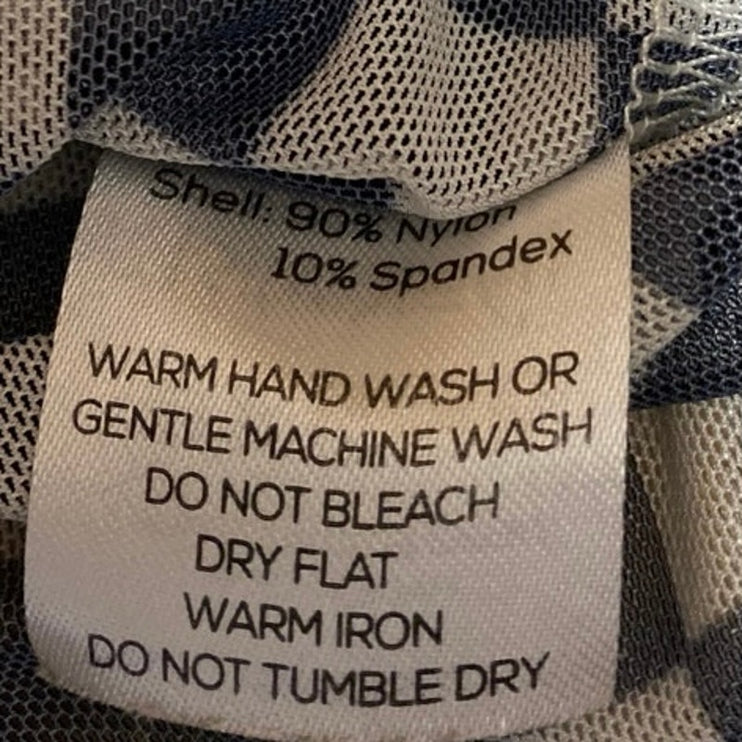 Shell: 90% Nylon
10% Spandex
WARM HAND WASH OR
GENTLE MACHINE WASH
DO NOT BLEACH
DRY FLAT
WARM IRON
DO NOT TUMBLE DRY